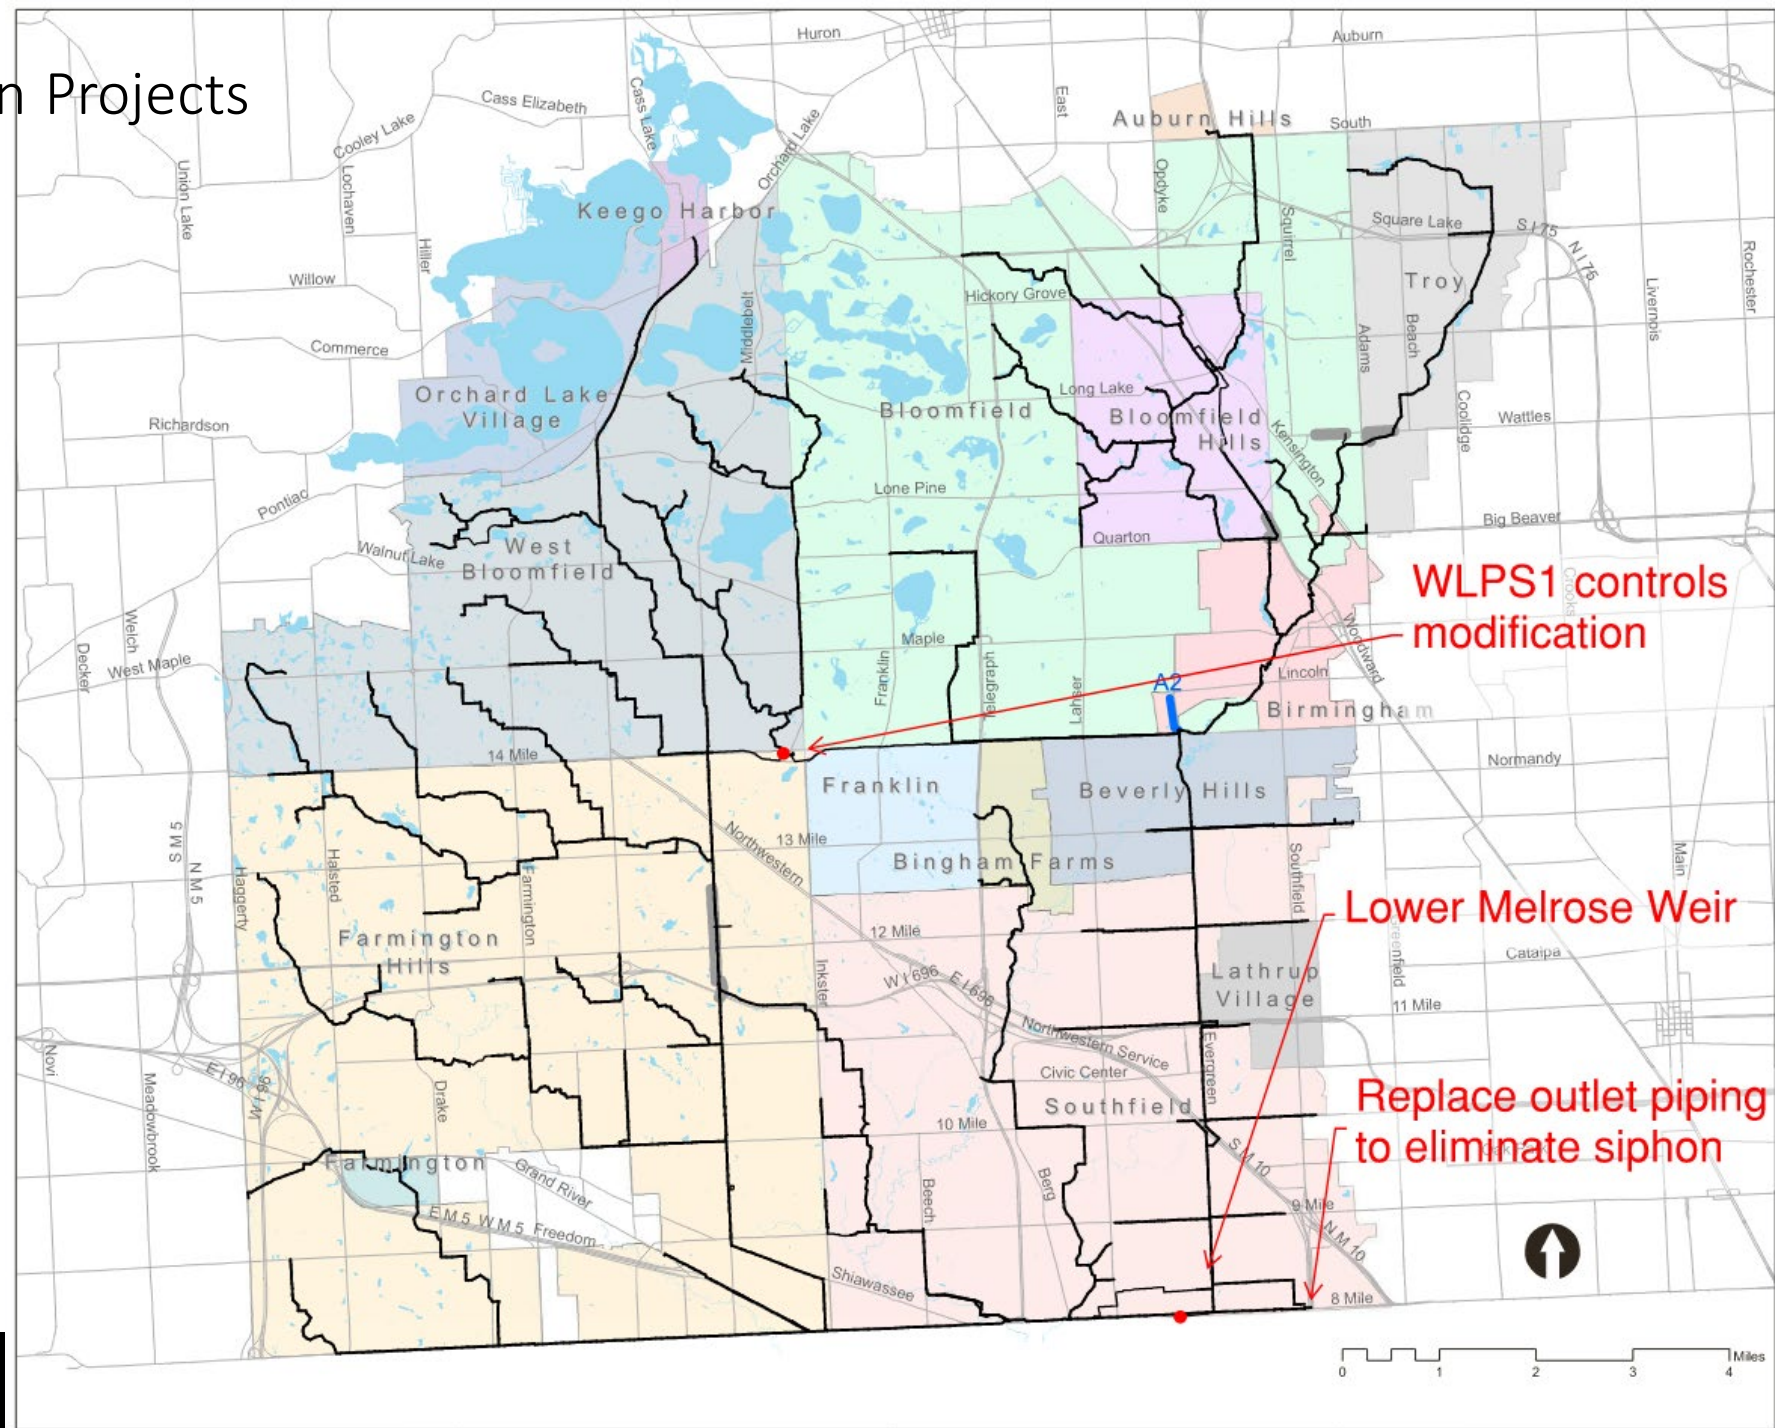 n Projects
Huron
Auburn
Cass Elizabeth
Cass Lake
Cooley Lake
Orchard Lake
East
Auburn Hills
South
Union Lake
Lochaven
Opdyke
Keego Harbor
Squirrel
Square Lake
S I 75
N I 75
Hiller
Willow
Rochester
Livernois
Troy
Hickory Grove
Middlebelt
Beach
Adams
Commerce
Orchard Lake
Village
Long Lake
Bloomfield
Bloomfield
Hills
Kensington
Coolidge
Wattles
Richardson
Lone Pine
Pontiac
Big Beaver
Quarton
Walnut Lake
West
Bloomfield
Crooks
WLPS1 controls
modification
Welch
Decker
West Maple
Maple
Franklin
Telegraph
Lahser
A2
Lincoln
Woodward
Birmingham
14 Mile
Normandy
Franklin
Beverly Hills
13 Mile
Northwestern
Bingham Farms
S M 5
N M 5
Haggerty
Halsted
Farmington
Southfield
Main
Lower Melrose Weir
12 Mile
Greenfield
Farmington
Hills
Inkster
W I 696
E I 696
Lathrup
Village
Catalpa
11 Mile
Northwestern Service
Evergreen
Novi
E I 96
W I 96
Meadowbrook
Drake
Civic Center
Southfield
Replace outlet piping
to eliminate siphon
10 Mile
S M 10
Farmington
Grand River
Beech
Berg
E M 5 W M 5 Freedom
9 Mile
N M 10
Shiawassee
8 Mile
Miles
0 1 2 3 4